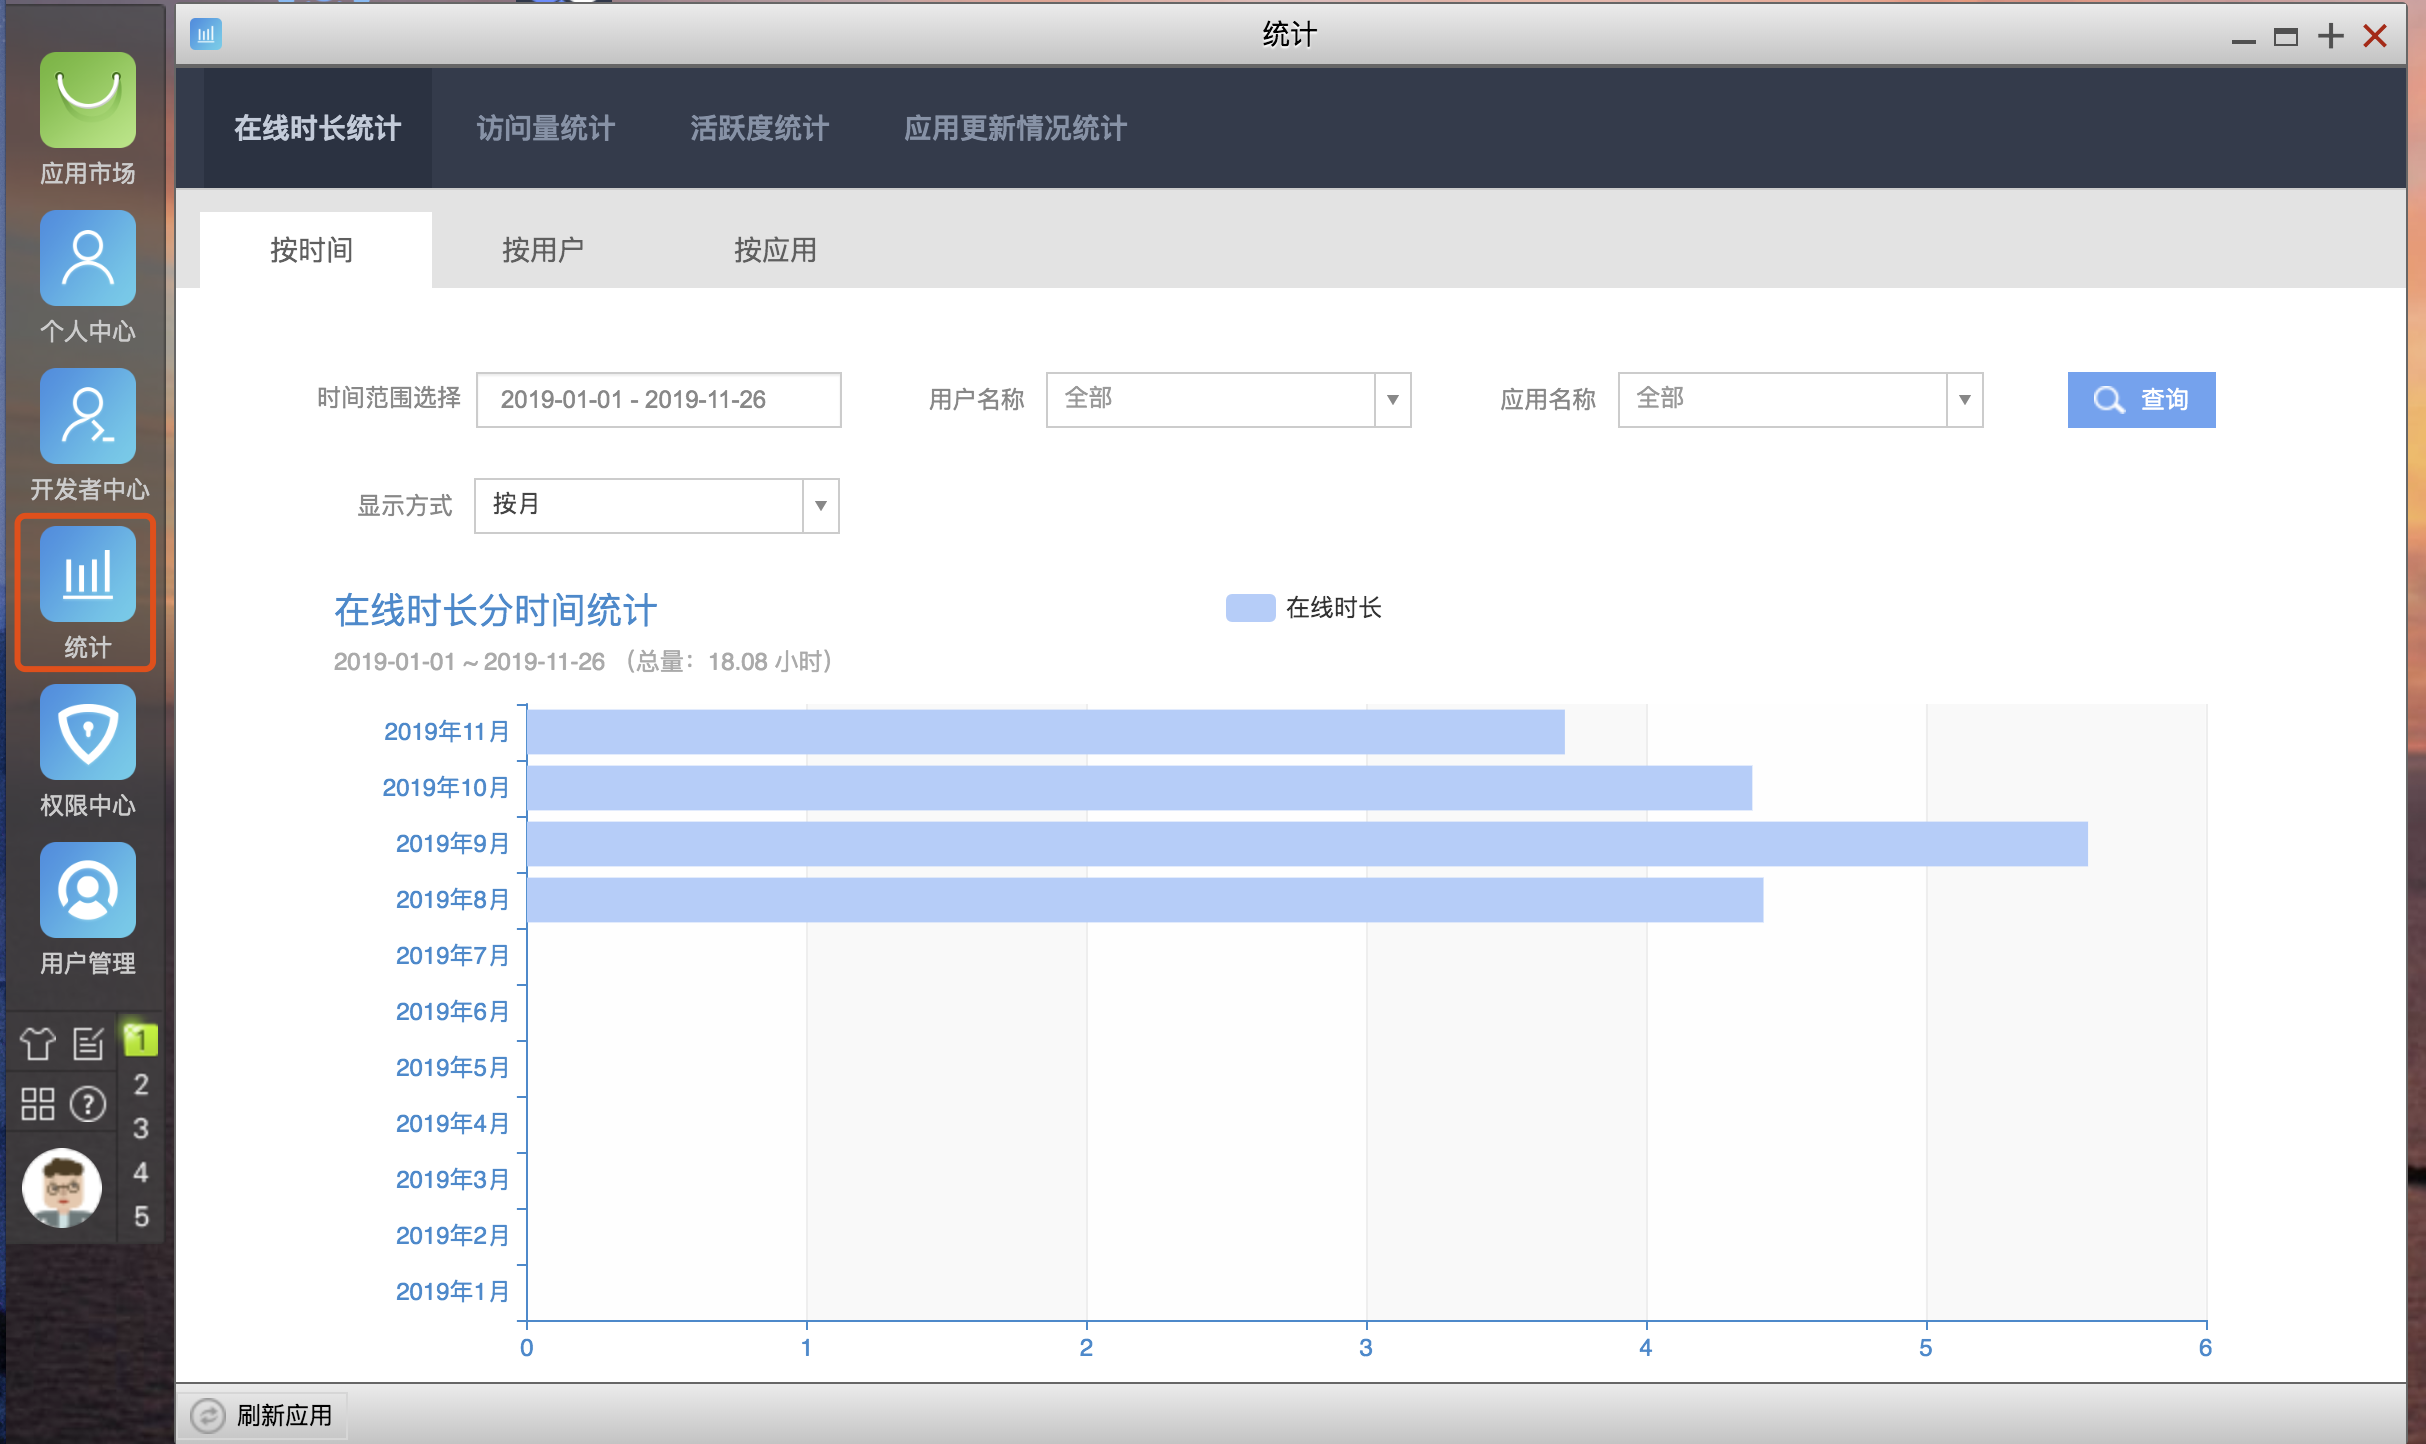 统计
应用市场
个人中心
开发者中心
统计
权限中心
用户管理
1
2
3
4
5
在线时长统计 访问量统计 活跃度统计 应用更新情况统计
按时间 按用户 按应用
时间范围选择 2019-01-01 - 2019-11-26 用户名称 全部 应用名称 全部 查询
显示方式 按月
在线时长分时间统计 在线时长
2019-01-01 ~ 2019-11-26 （总量：18.08 小时）
2019年11月
2019年10月
2019年9月
2019年8月
2019年7月
2019年6月
2019年5月
2019年4月
2019年3月
2019年2月
2019年1月
0 1 2 3 4 5 6
刷新应用